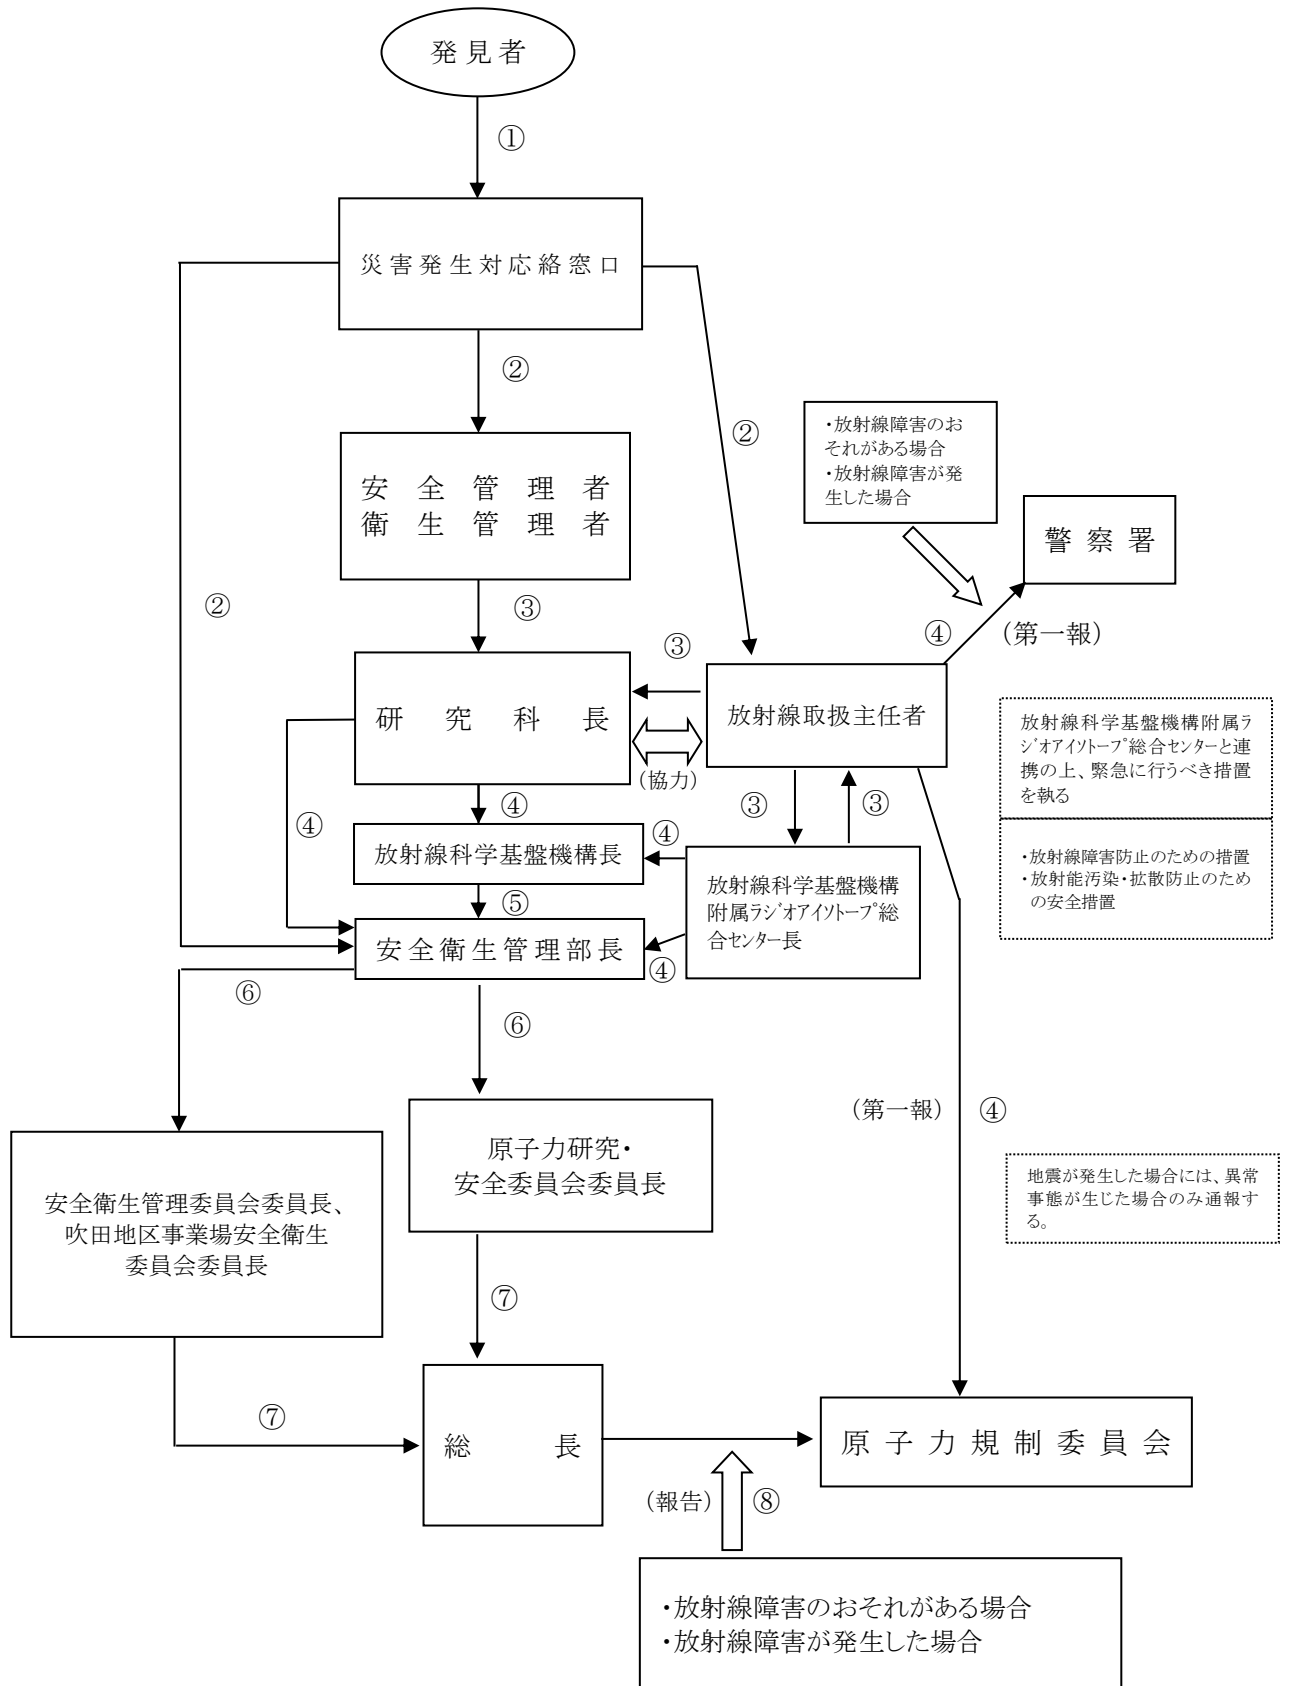 発見者
①
災害発生対応絡窓口
②
②
②
・放射線障害のお
それがある場合
・放射線障害が発
生した場合
安全管理者
衛生管理者
警察署
③
④
（第一報）
研究科長
③
（協力）
放射線取扱主任者
放射線科学基盤機構附属ラ
ジオアイソトープ総合センターと連
携の上、緊急に行うべき措置
を執る
・放射線障害防止のための措置
・放射能汚染・拡散防止のため
の安全措置
③
③
④
④
④
放射線科学基盤機構長
放射線科学基盤機構
附属ラジオアイソトープ総
合センター長
⑤
安全衛生管理部長
④
⑥
⑥
（第一報）
④
原子力研究・
安全委員会委員長
安全衛生管理委員会委員長、
吹田地区事業場安全衛生
委員会委員長
地震が発生した場合には、異常
事態が生じた場合のみ通報す
る。
⑦
⑦
総長
原子力規制委員会
（報告）
⑧
・放射線障害のおそれがある場合
・放射線障害が発生した場合